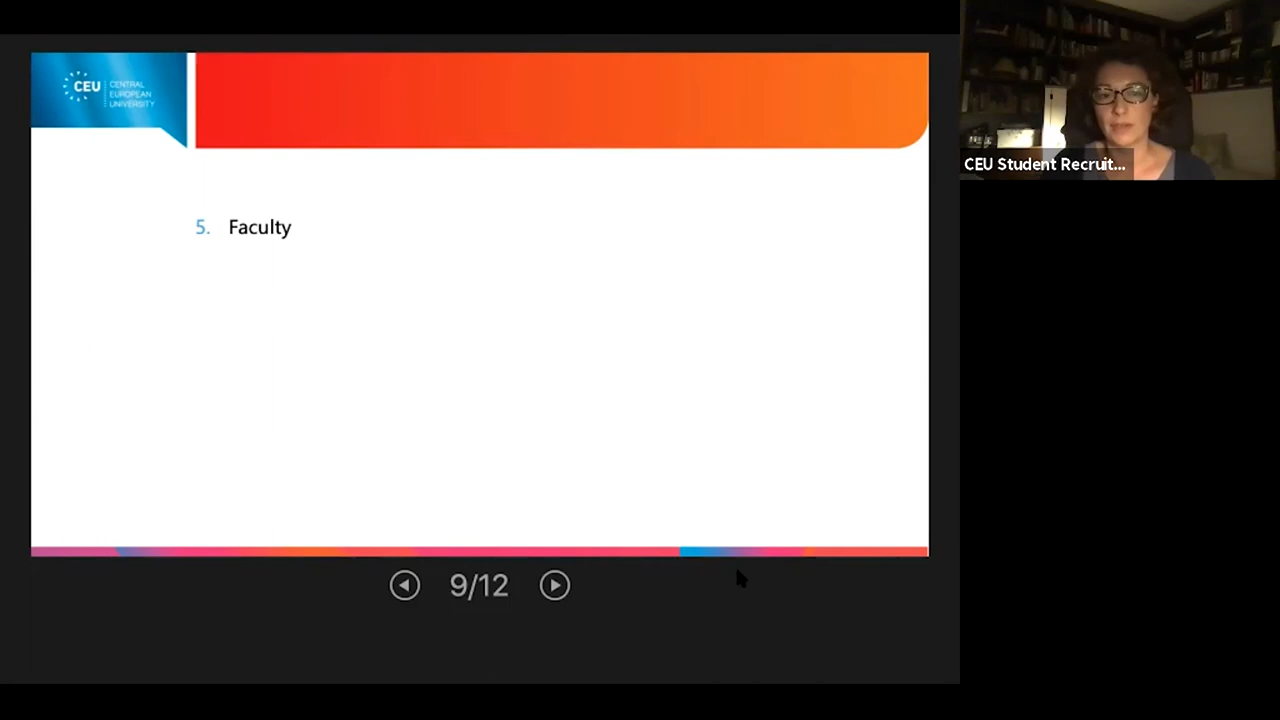 CEU
CENTRAL
EUROPEAN
UNIVERSITY
5. Faculty
9/12
CEU Student Recruit...